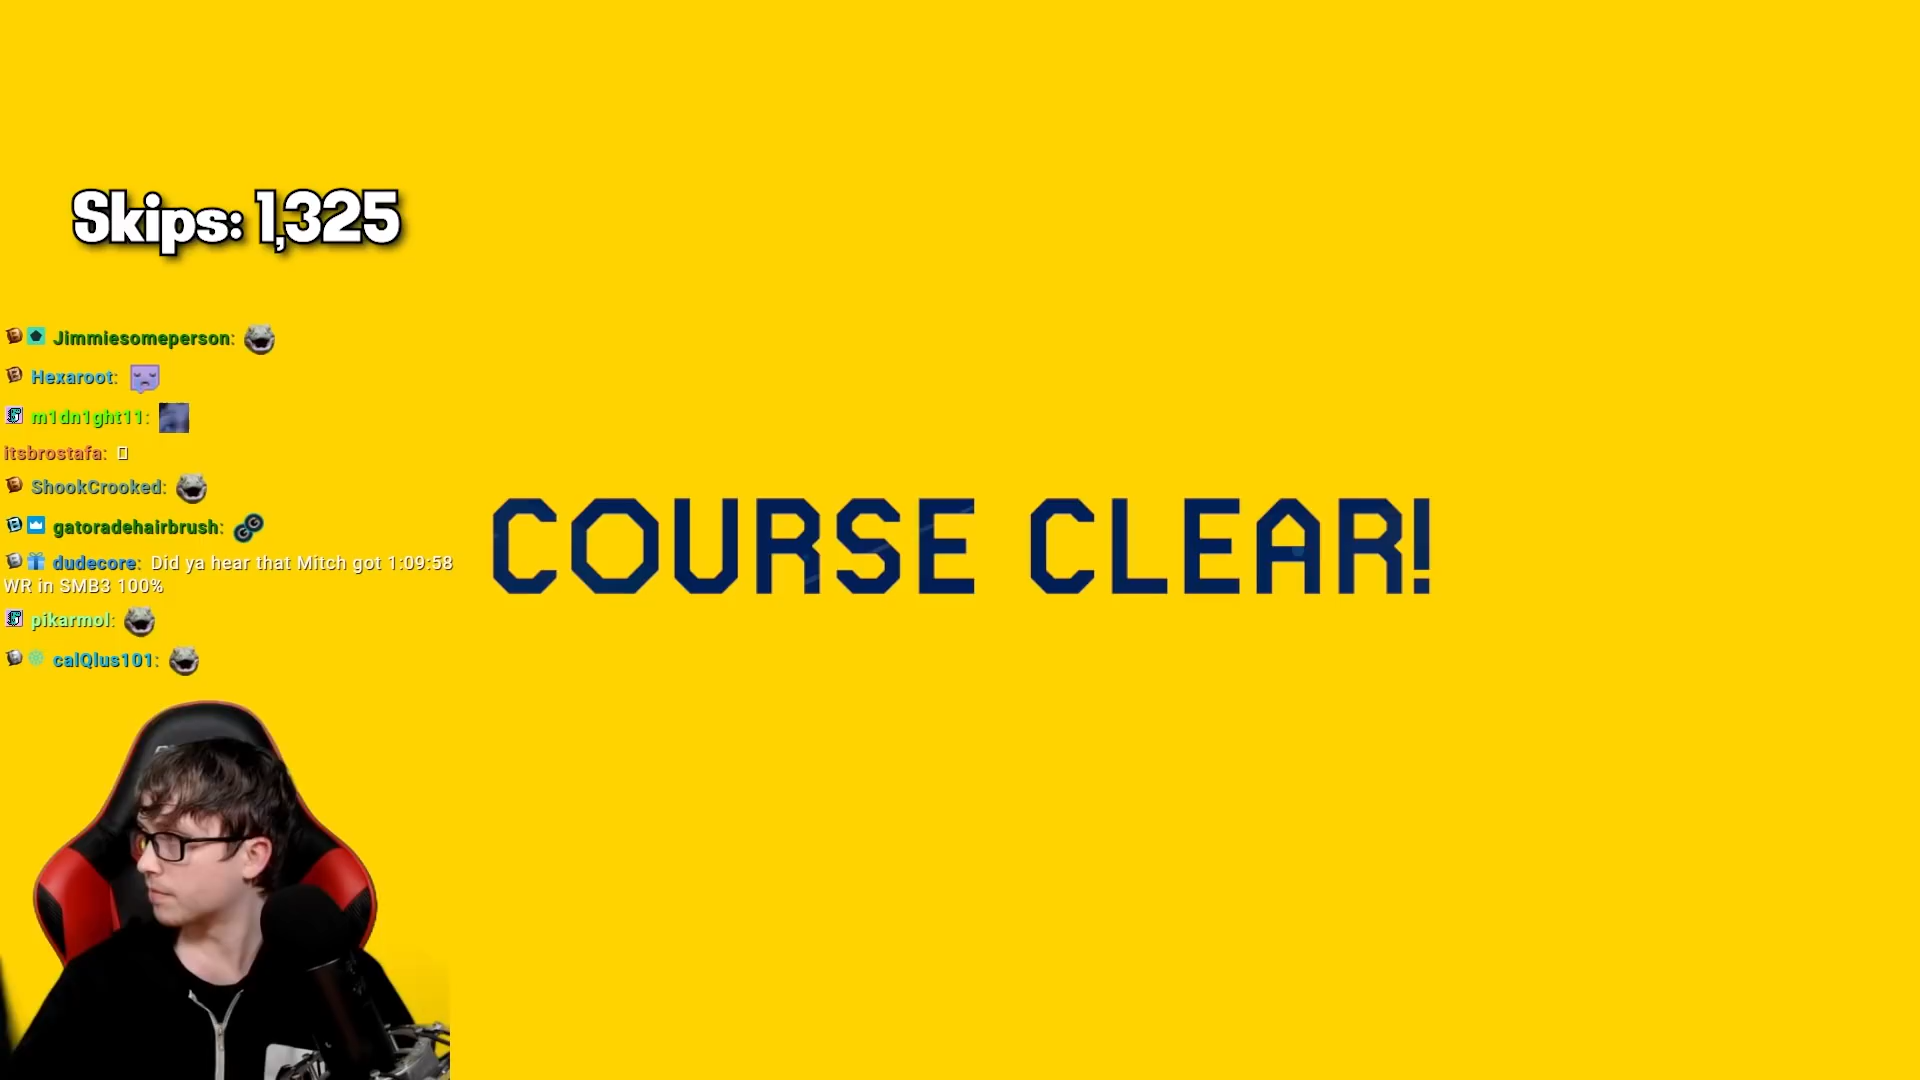 Skips: 1,325
Jimmiesomeperson:
Hexaroot:
m1dn1ght11:
itsbrostafa:
ShookCrooked:
gatoradehairbrush:
dudecore: Did ya hear that Mitch got 1:09:58
WR in SMB3 100%
pikarmol:
calQlus101:
COURSE CLEAR!